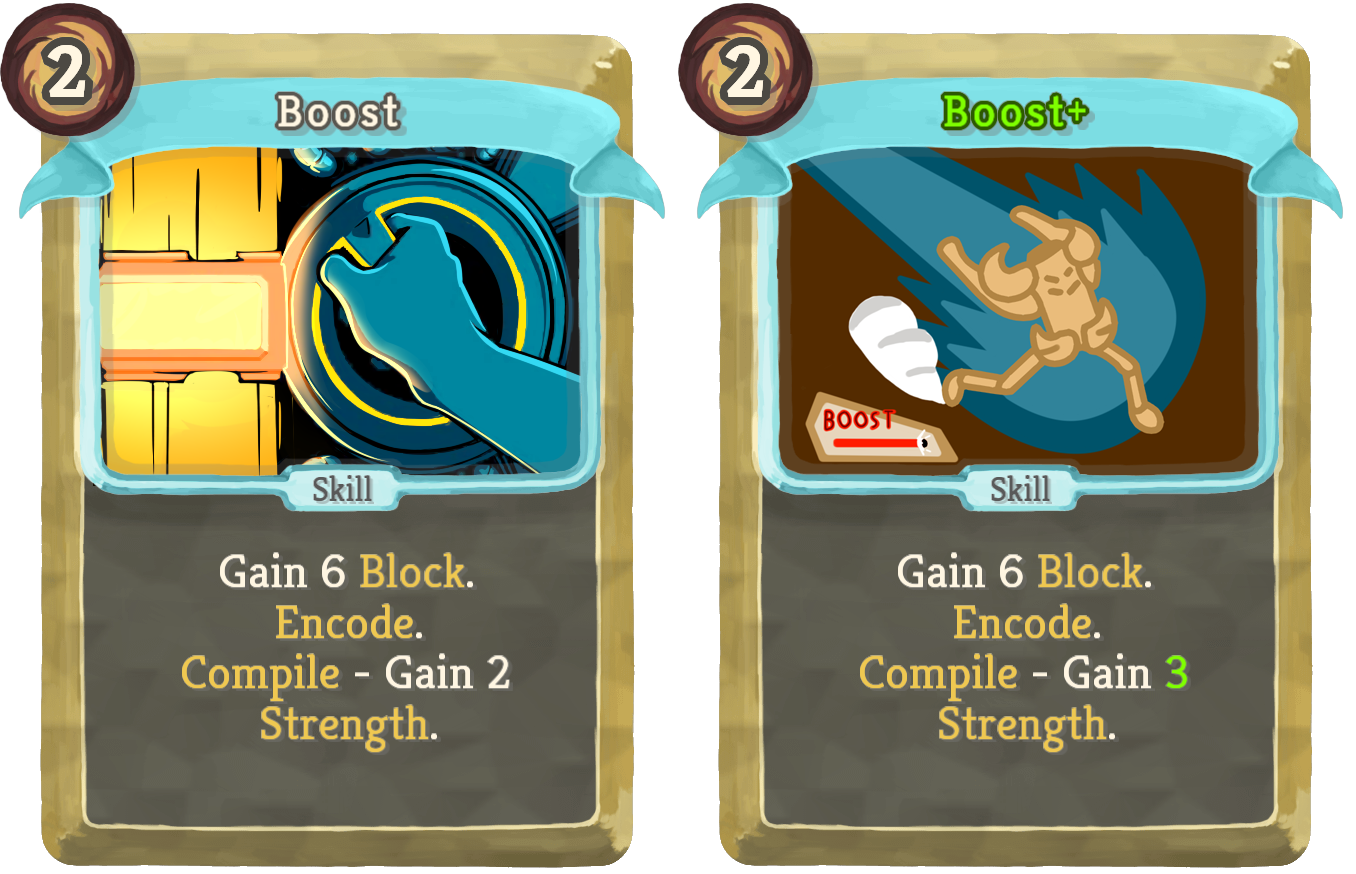 2
Boost
Skill
Gain 6 Block.
Encode.
Compile - Gain 2
Strength.
2
Boost+
BOOST
Skill
Gain 6 Block.
Encode.
Compile - Gain 3
Strength.